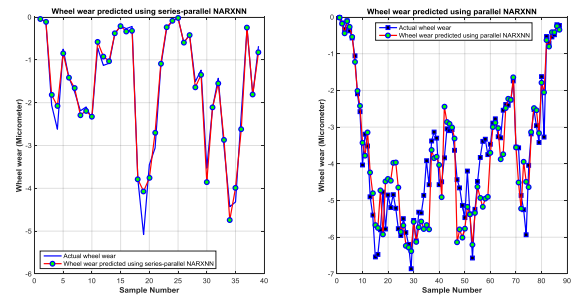 Wheel wear predicted using series-parallel NARXNN
0
-1
-2
-3
-4
-5
-6
Wheel wear (Micrometer)
Actual wheel wear
Wheel wear predicted using series-parallel NARXNN
0 5 10 15 20 25 30 35 40
Sample Number
Wheel wear predicted using parallel NARXNN
0
-1
-2
-3
-4
-5
-6
-7
Wheel wear (Micrometer)
Actual wheel wear
Wheel wear predicted using parallel NARXNN
0 10 20 30 40 50 60 70 80 90
Sample Number